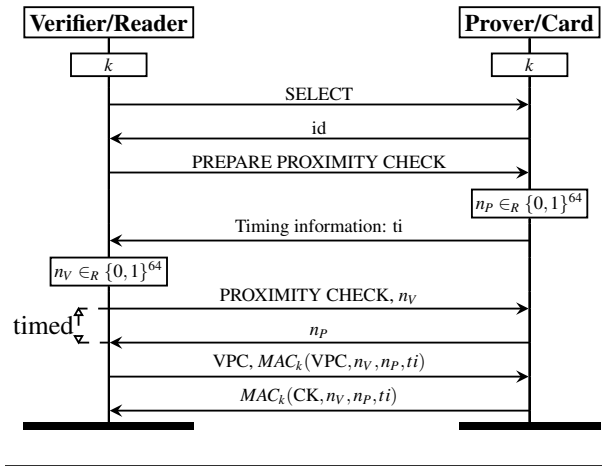 Verifier/Reader Prover/Card
k k
SELECT
id
PREPARE PROXIMITY CHECK
n_P ∈_R {0,1}^64
Timing information: ti
n_V ∈_R {0,1}^64
PROXIMITY CHECK, n_V
timed
n_P
VPC, MAC_k(VPC,n_V,n_P,ti)
MAC_k(CK,n_V,n_P,ti)